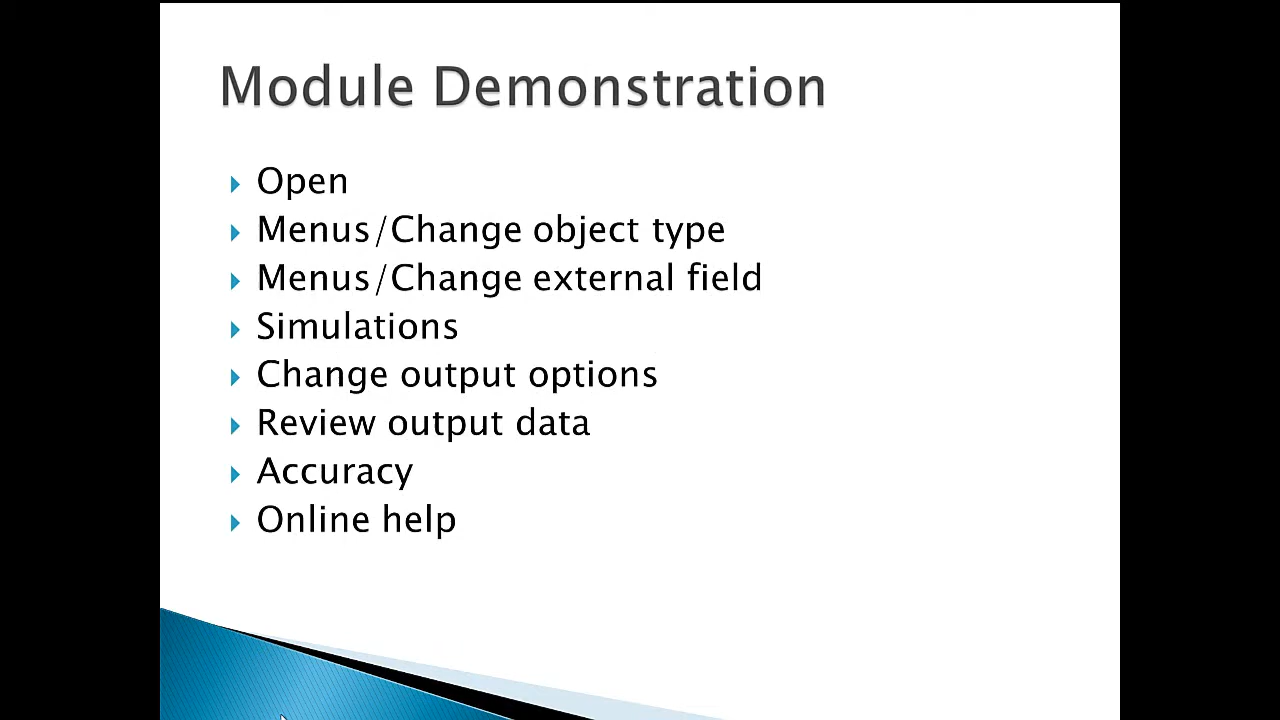 Module Demonstration
Open
Menus/Change object type
Menus/Change external field
Simulations
Change output options
Review output data
Accuracy
Online help